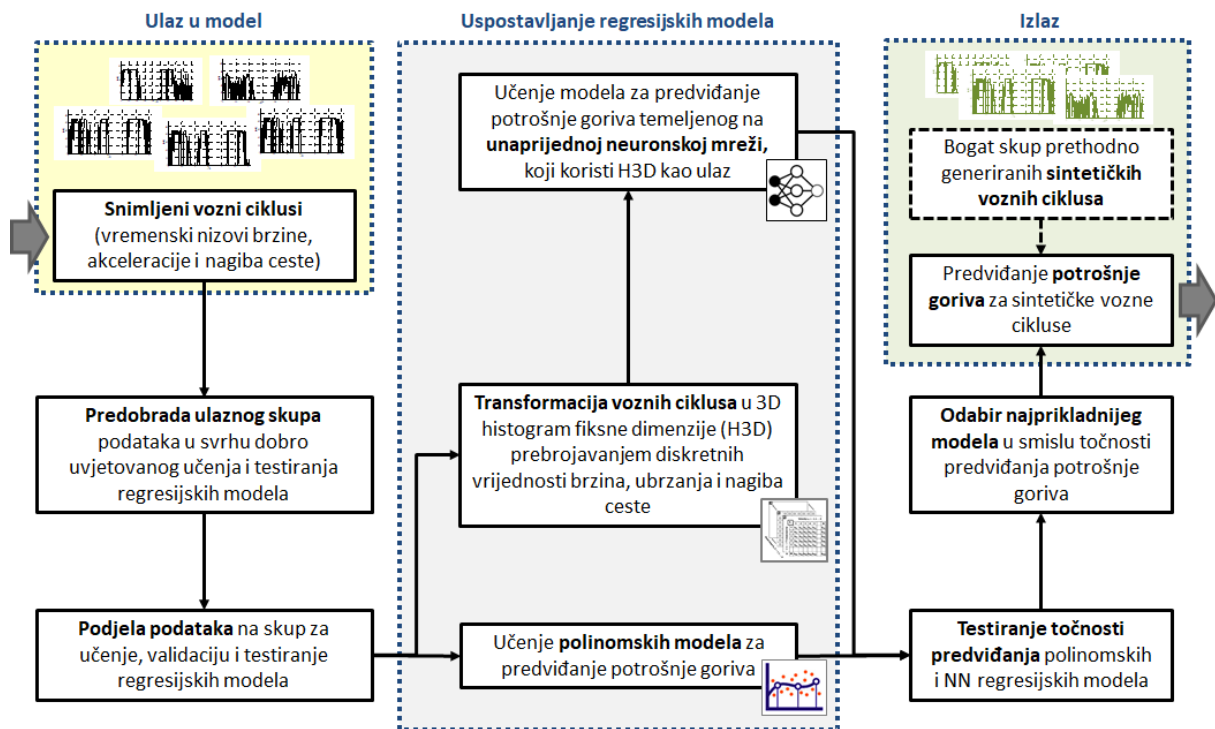 Ulaz u model
Snimljeni vozni ciklusi
(vremenski nizovi brzine,
akceleracije i nagiba ceste)
Predobrada ulaznog skupa
podataka u svrhu dobro
uvjetovanog učenja i testiranja
regresijskih modela
Podjela podataka na skup za
učenje, validaciju i testiranje
regresijskih modela
Uspostavljanje regresijskih modela
Učenje modela za predviđanje
potrošnje goriva temeljenog na
unaprijednoj neuronskoj mreži,
koji koristi H3D kao ulaz
Transformacija voznih ciklusa u 3D
histogram fiksne dimenzije (H3D)
prebrojavanjem diskretnih
vrijednosti brzina, ubrzanja i nagiba
ceste
Učenje polinomskih modela za
predviđanje potrošnje goriva
Izlaz
Bogat skup prethodno
generiranih sintetičkih
voznih ciklusa
Predviđanje potrošnje
goriva za sintetičke vozne
cikluse
Odabir najprikladnijeg
modela u smislu točnosti
predviđanja potrošnje
goriva
Testiranje točnosti
predviđanja polinomskih
i NN regresijskih modela